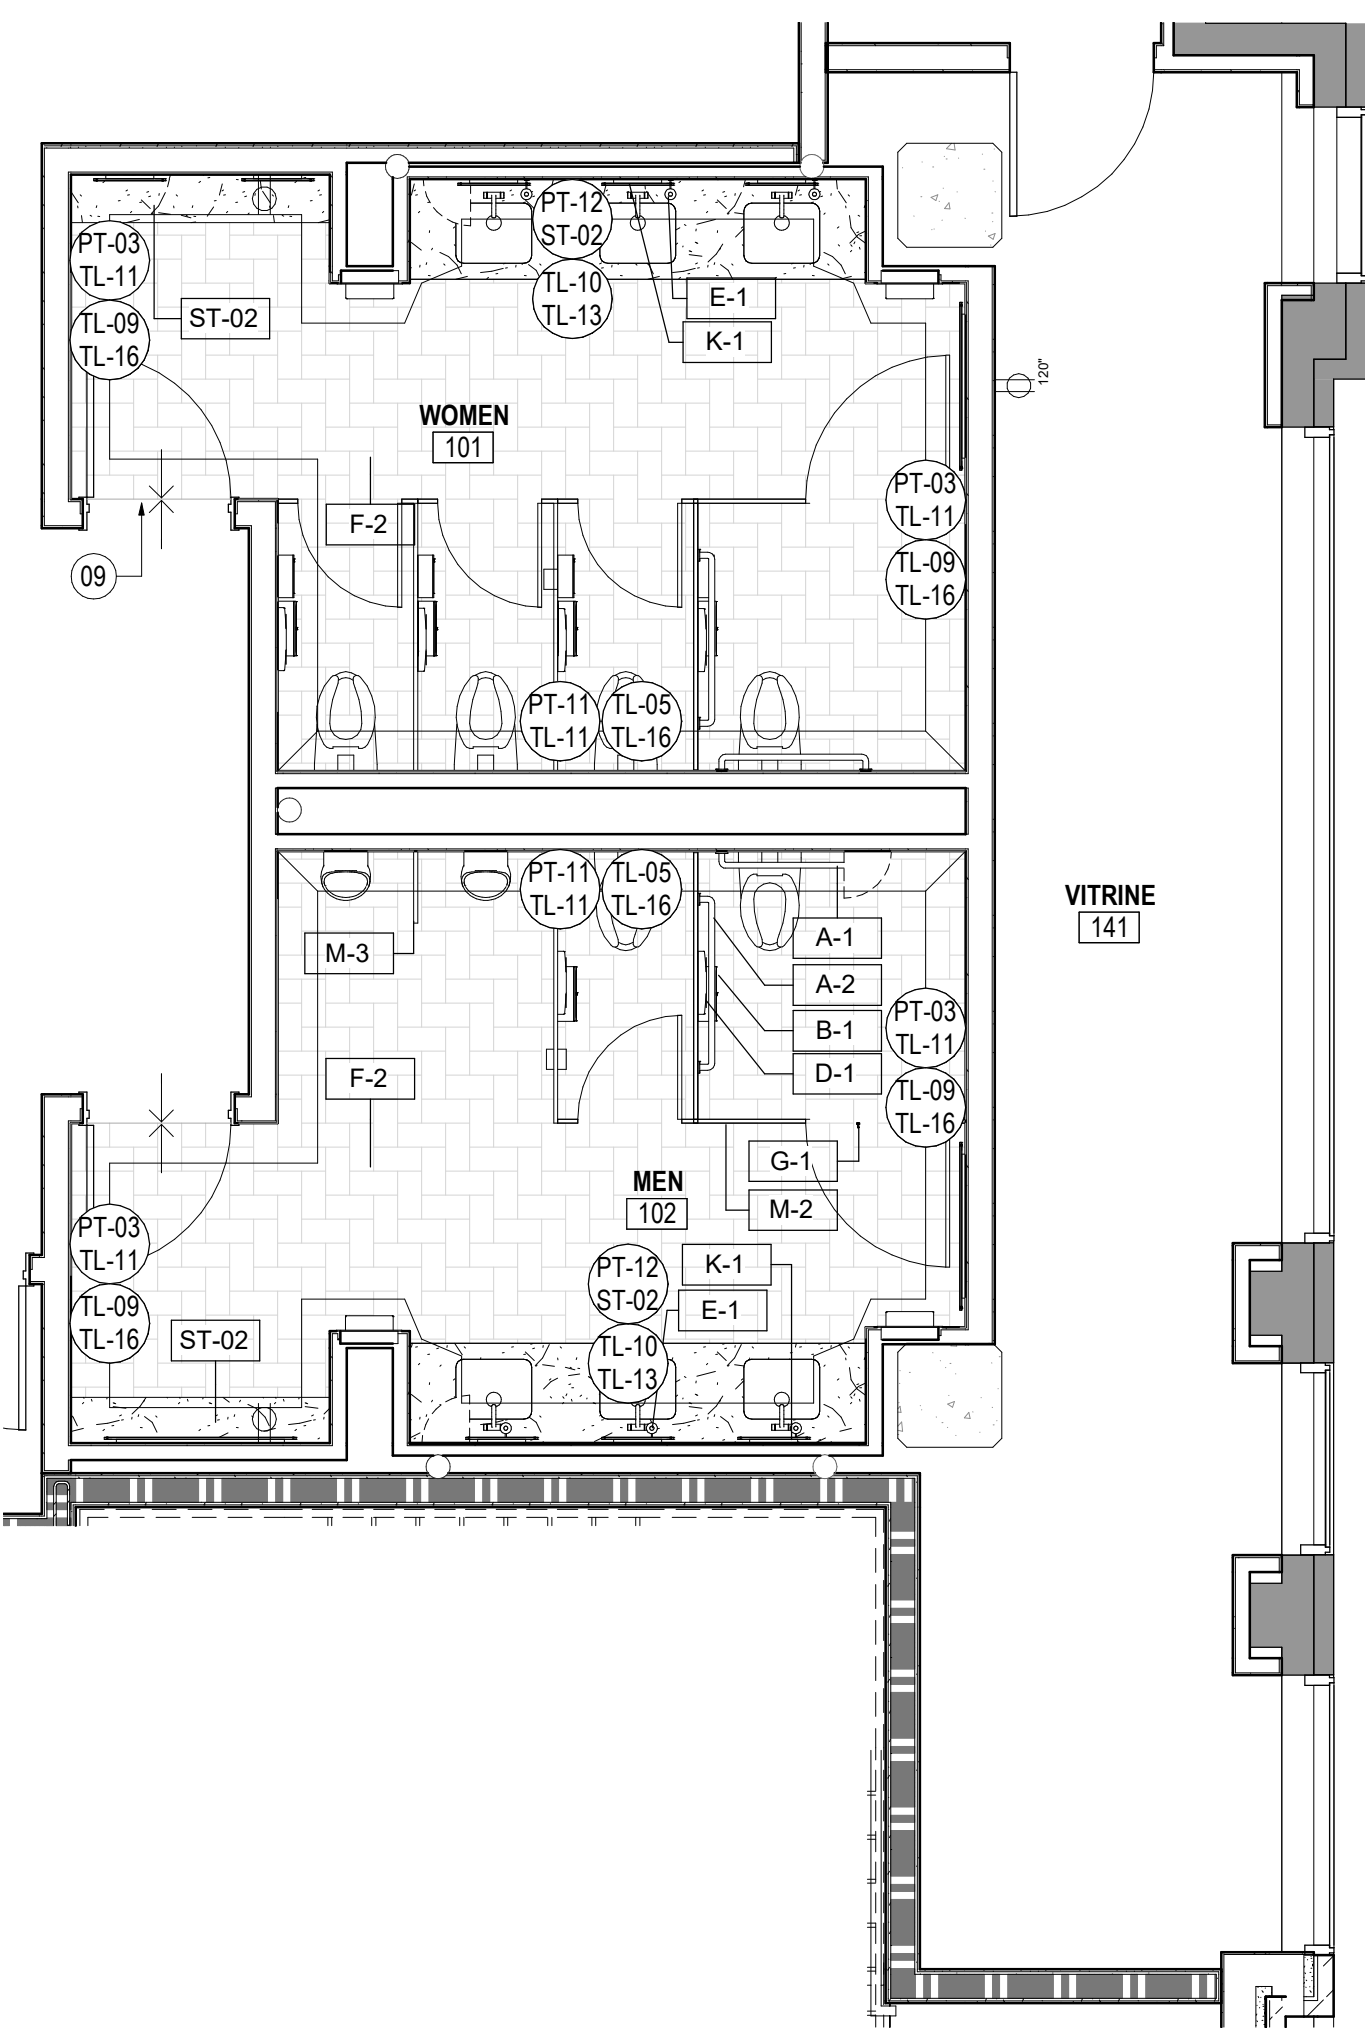 PT-12
ST-02
PT-03
TL-11
TL-10
TL-13
E-1
ST-02
TL-09
TL-16
K-1
120"
WOMEN
101
PT-03
TL-11
F-2
09
TL-09
TL-16
PT-11
TL-11
TL-05
TL-16
PT-11
TL-11
TL-05
TL-16
VITRINE
141
M-3
A-1
A-2
B-1
PT-03
TL-11
F-2
D-1
TL-09
TL-16
G-1
MEN
102
M-2
PT-03
TL-11
K-1
PT-12
ST-02
E-1
TL-09
TL-16
ST-02
TL-10
TL-13